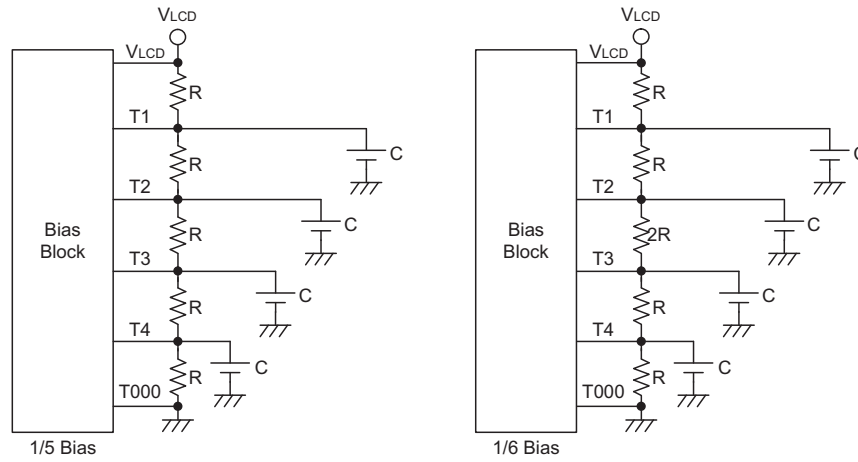 VLCD
VLCD
R
T1
C
R
T2
C
R
Bias
Block
T3
C
R
T4
C
R
T000
1/5 Bias
VLCD
VLCD
R
T1
C
R
T2
C
2R
Bias
Block
T3
C
R
T4
C
R
T000
1/6 Bias